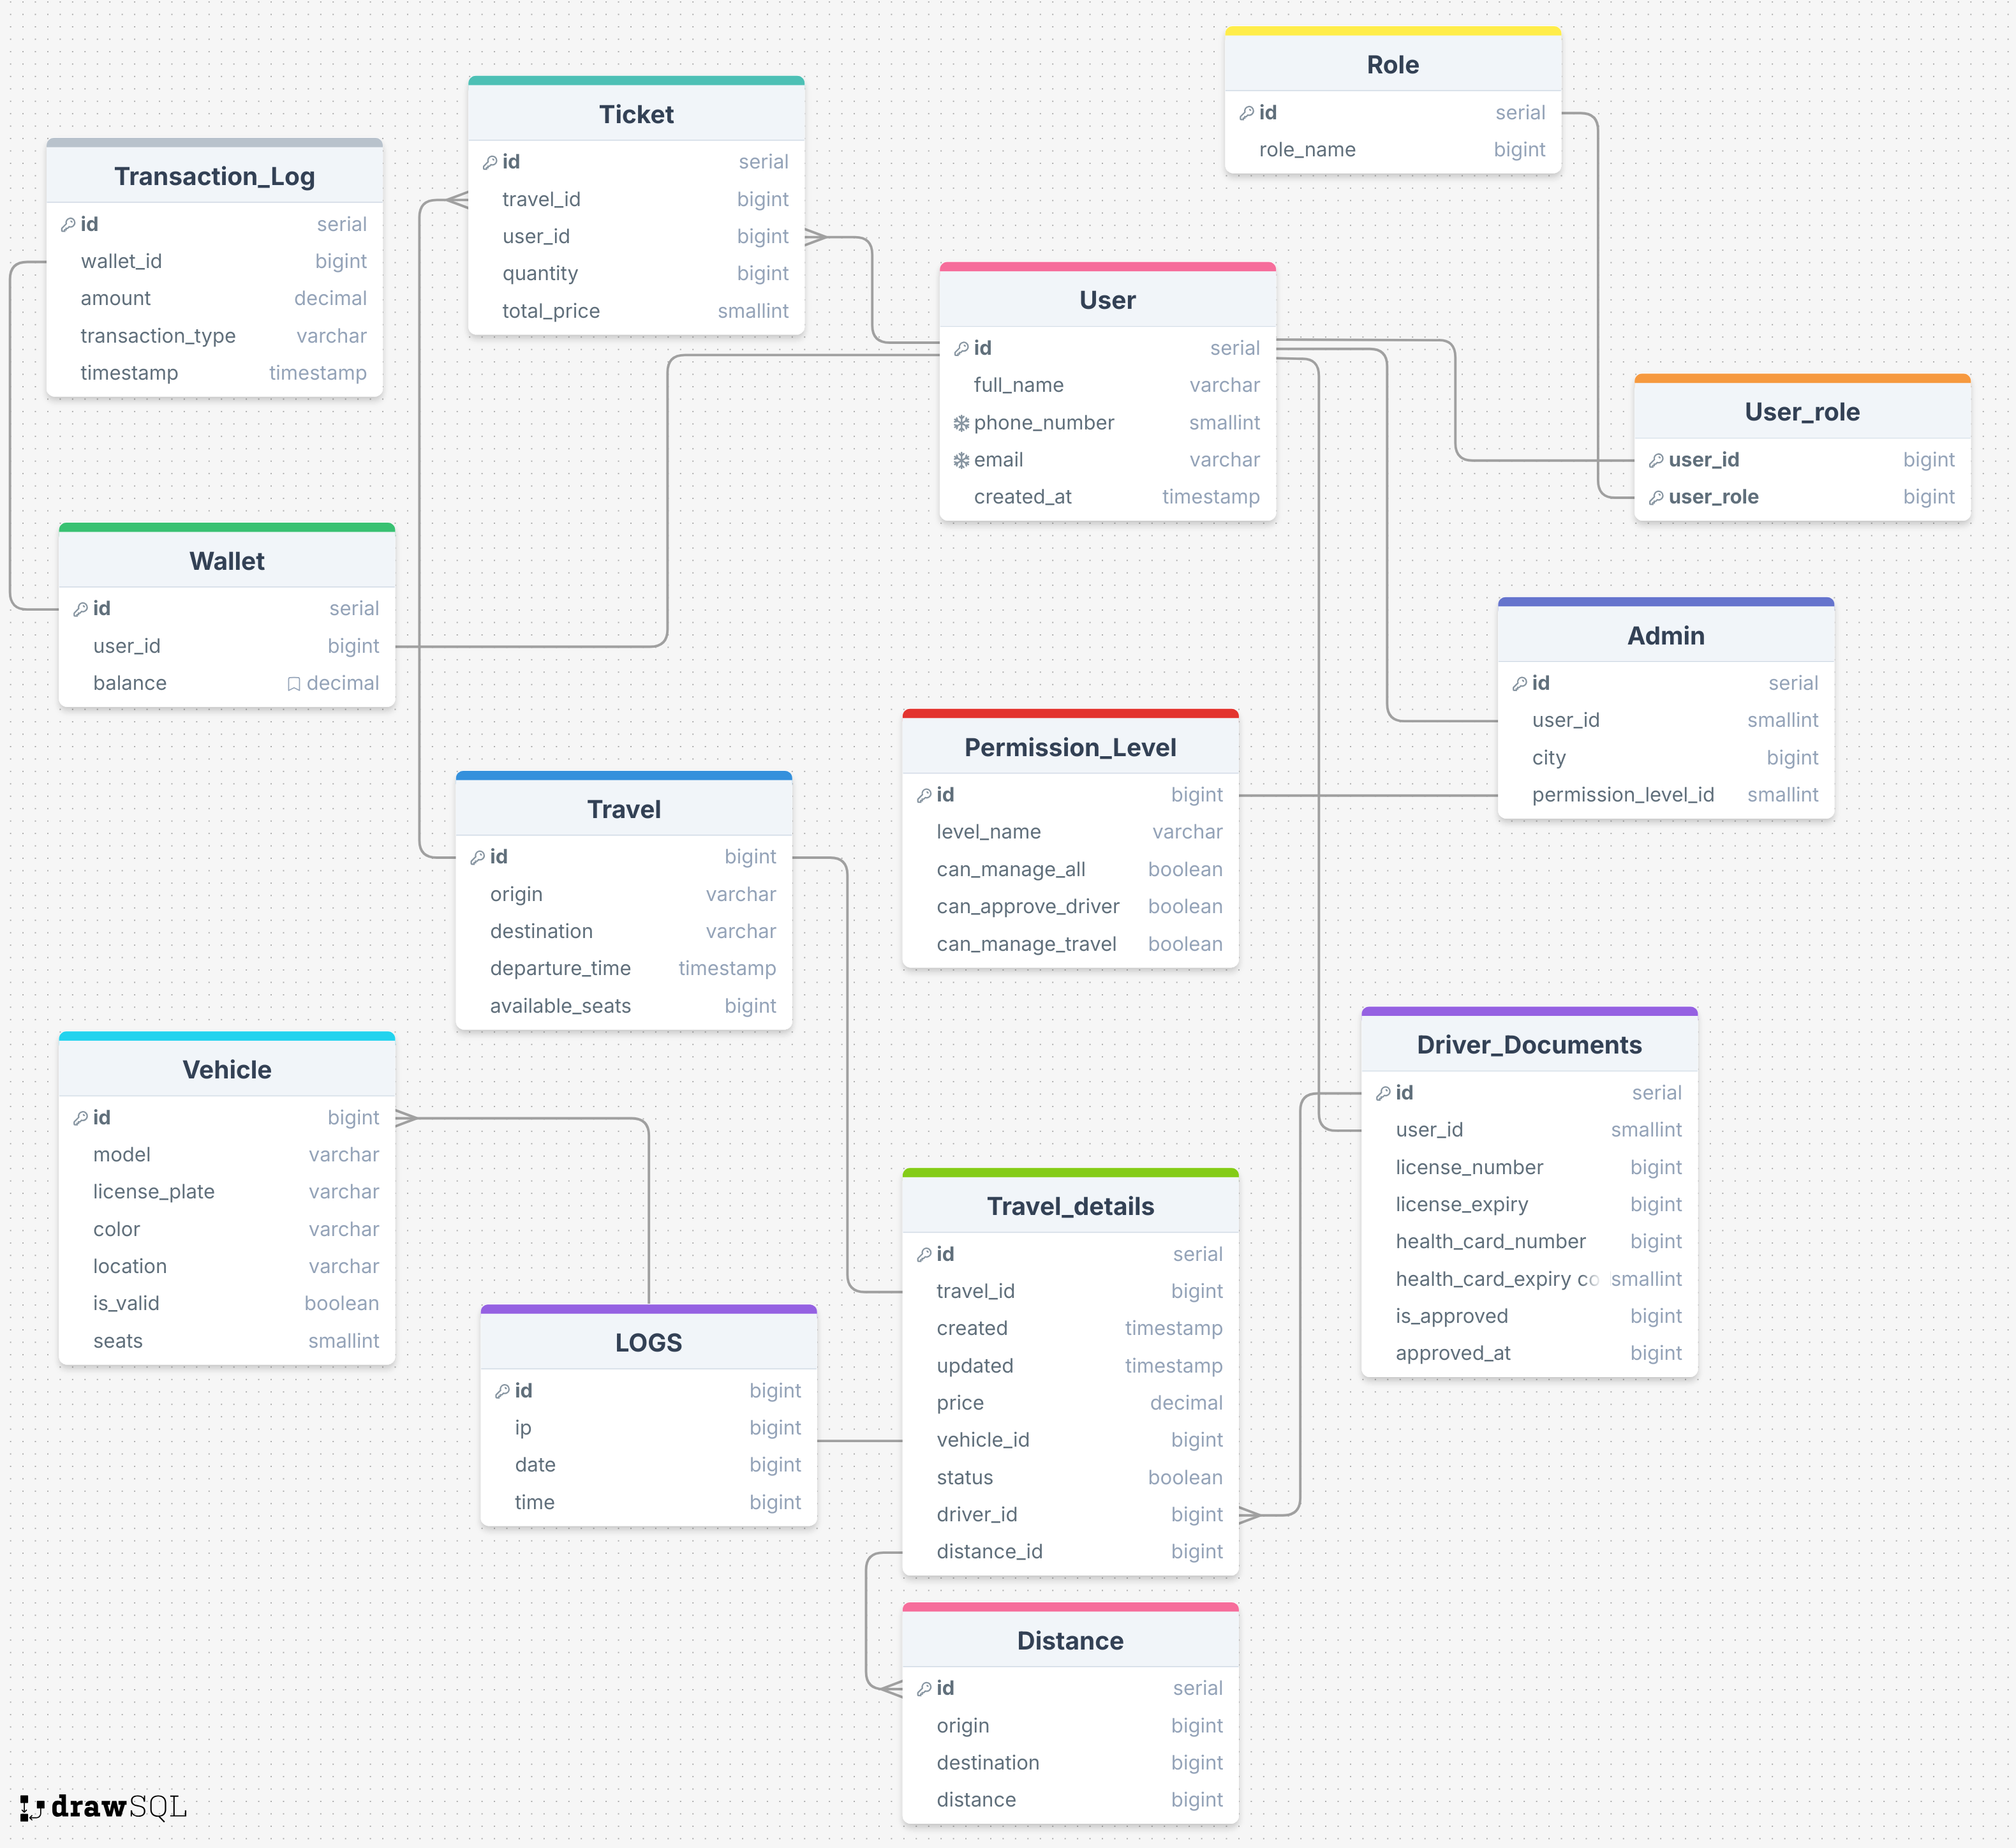 Role
id serial
role_name bigint
Ticket
id serial
travel_id bigint
user_id bigint
quantity bigint
total_price smallint
Transaction_Log
id serial
wallet_id bigint
amount decimal
transaction_type varchar
timestamp timestamp
User
id serial
full_name varchar
phone_number smallint
email varchar
created_at timestamp
User_role
user_id bigint
user_role bigint
Wallet
id serial
user_id bigint
balance decimal
Admin
id serial
user_id smallint
city bigint
permission_level_id smallint
Permission_Level
id bigint
level_name varchar
can_manage_all boolean
can_approve_driver boolean
can_manage_travel boolean
Travel
id bigint
origin varchar
destination varchar
departure_time timestamp
available_seats bigint
Driver_Documents
id serial
user_id smallint
license_number bigint
license_expiry bigint
health_card_number bigint
health_card_expiry co smallint
is_approved bigint
approved_at bigint
Vehicle
id bigint
model varchar
license_plate varchar
color varchar
location varchar
is_valid boolean
seats smallint
Travel_details
id serial
travel_id bigint
created timestamp
updated timestamp
price decimal
vehicle_id bigint
status boolean
driver_id bigint
distance_id bigint
LOGS
id bigint
ip bigint
date bigint
time bigint
Distance
id serial
origin bigint
destination bigint
distance bigint
drawSQL